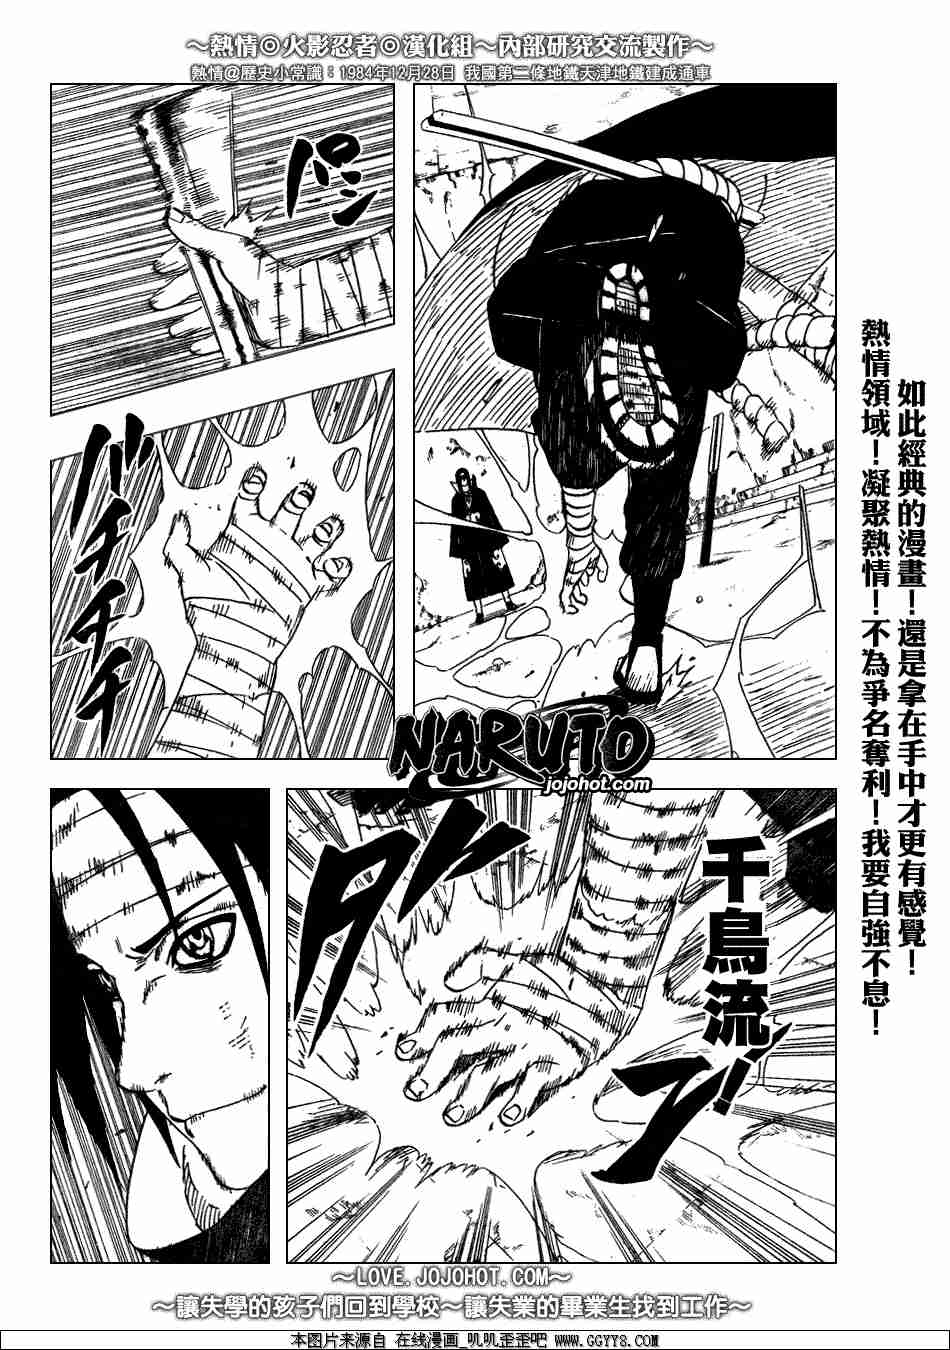 ～熱情◎火影忍者◎漢化組～內部研究交流製作～
熱情@歷史小常識：1984年12月28日 我國第二條地鐵天津地鐵建成通車
パシ
バチチチ
如此經典的漫畫！還是拿在手中才更有感覺！
熱情領域！凝聚熱情！不為爭名奪利！我要自強不息！
NARUTO
jojohot.com
千鳥流！
ダン
～LOVE.JOJOHOT.COM～
～讓失學的孩子們回到學校～讓失業的畢業生找到工作～
本图片来源自 在线漫画_叽叽歪歪吧 www.GGYY8.com